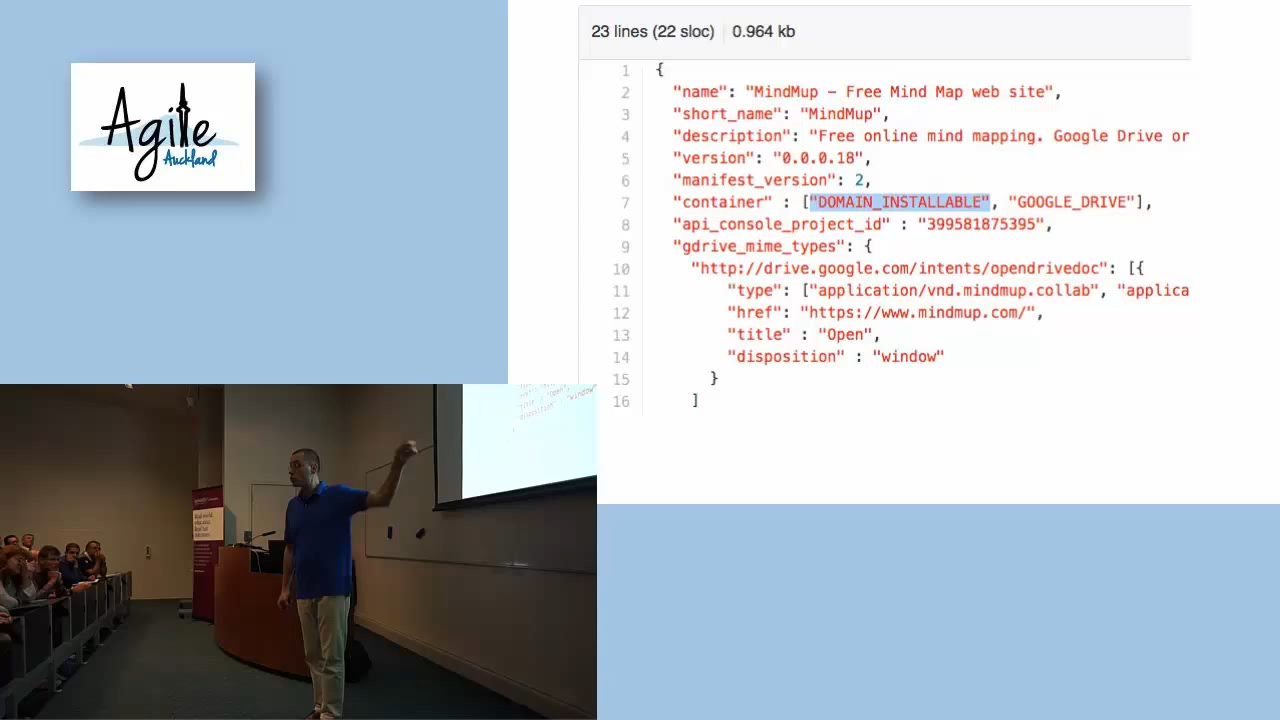 Agile
Auckland
23 lines (22 sloc) 0.964 kb
1 {
2 "name": "MindMup - Free Mind Map web site",
3 "short_name": "MindMup",
4 "description": "Free online mind mapping. Google Drive or
5 "version": "0.0.0.18",
6 "manifest_version": 2,
7 "container" : ["DOMAIN_INSTALLABLE", "GOOGLE_DRIVE"],
8 "api_console_project_id" : "399581875395",
9 "gdrive_mime_types": {
10 "http://drive.google.com/intents/opendrivedoc": [{
11 "type": ["application/vnd.mindmup.collab", "applica
12 "href": "https://www.mindmup.com/",
13 "title" : "Open",
14 "disposition" : "window"
15 }
16 ]
"Open",
"window"